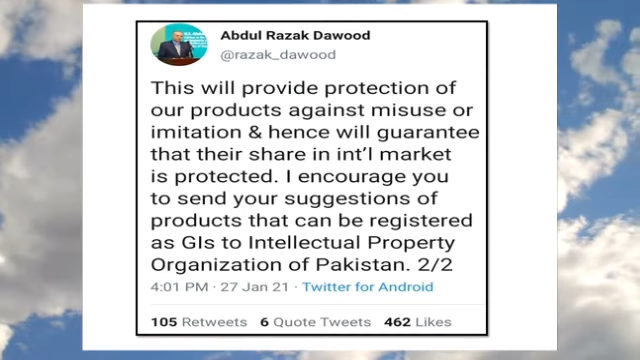 Abdul Razak Dawood
@razak_dawood
This will provide protection of
our products against misuse or
imitation & hence will guarantee
that their share in int'l market
is protected. I encourage you
to send your suggestions of
products that can be registered
as GIs to Intellectual Property
Organization of Pakistan. 2/2
4:01 PM · 27 Jan 21 · Twitter for Android
105 Retweets 6 Quote Tweets 462 Likes